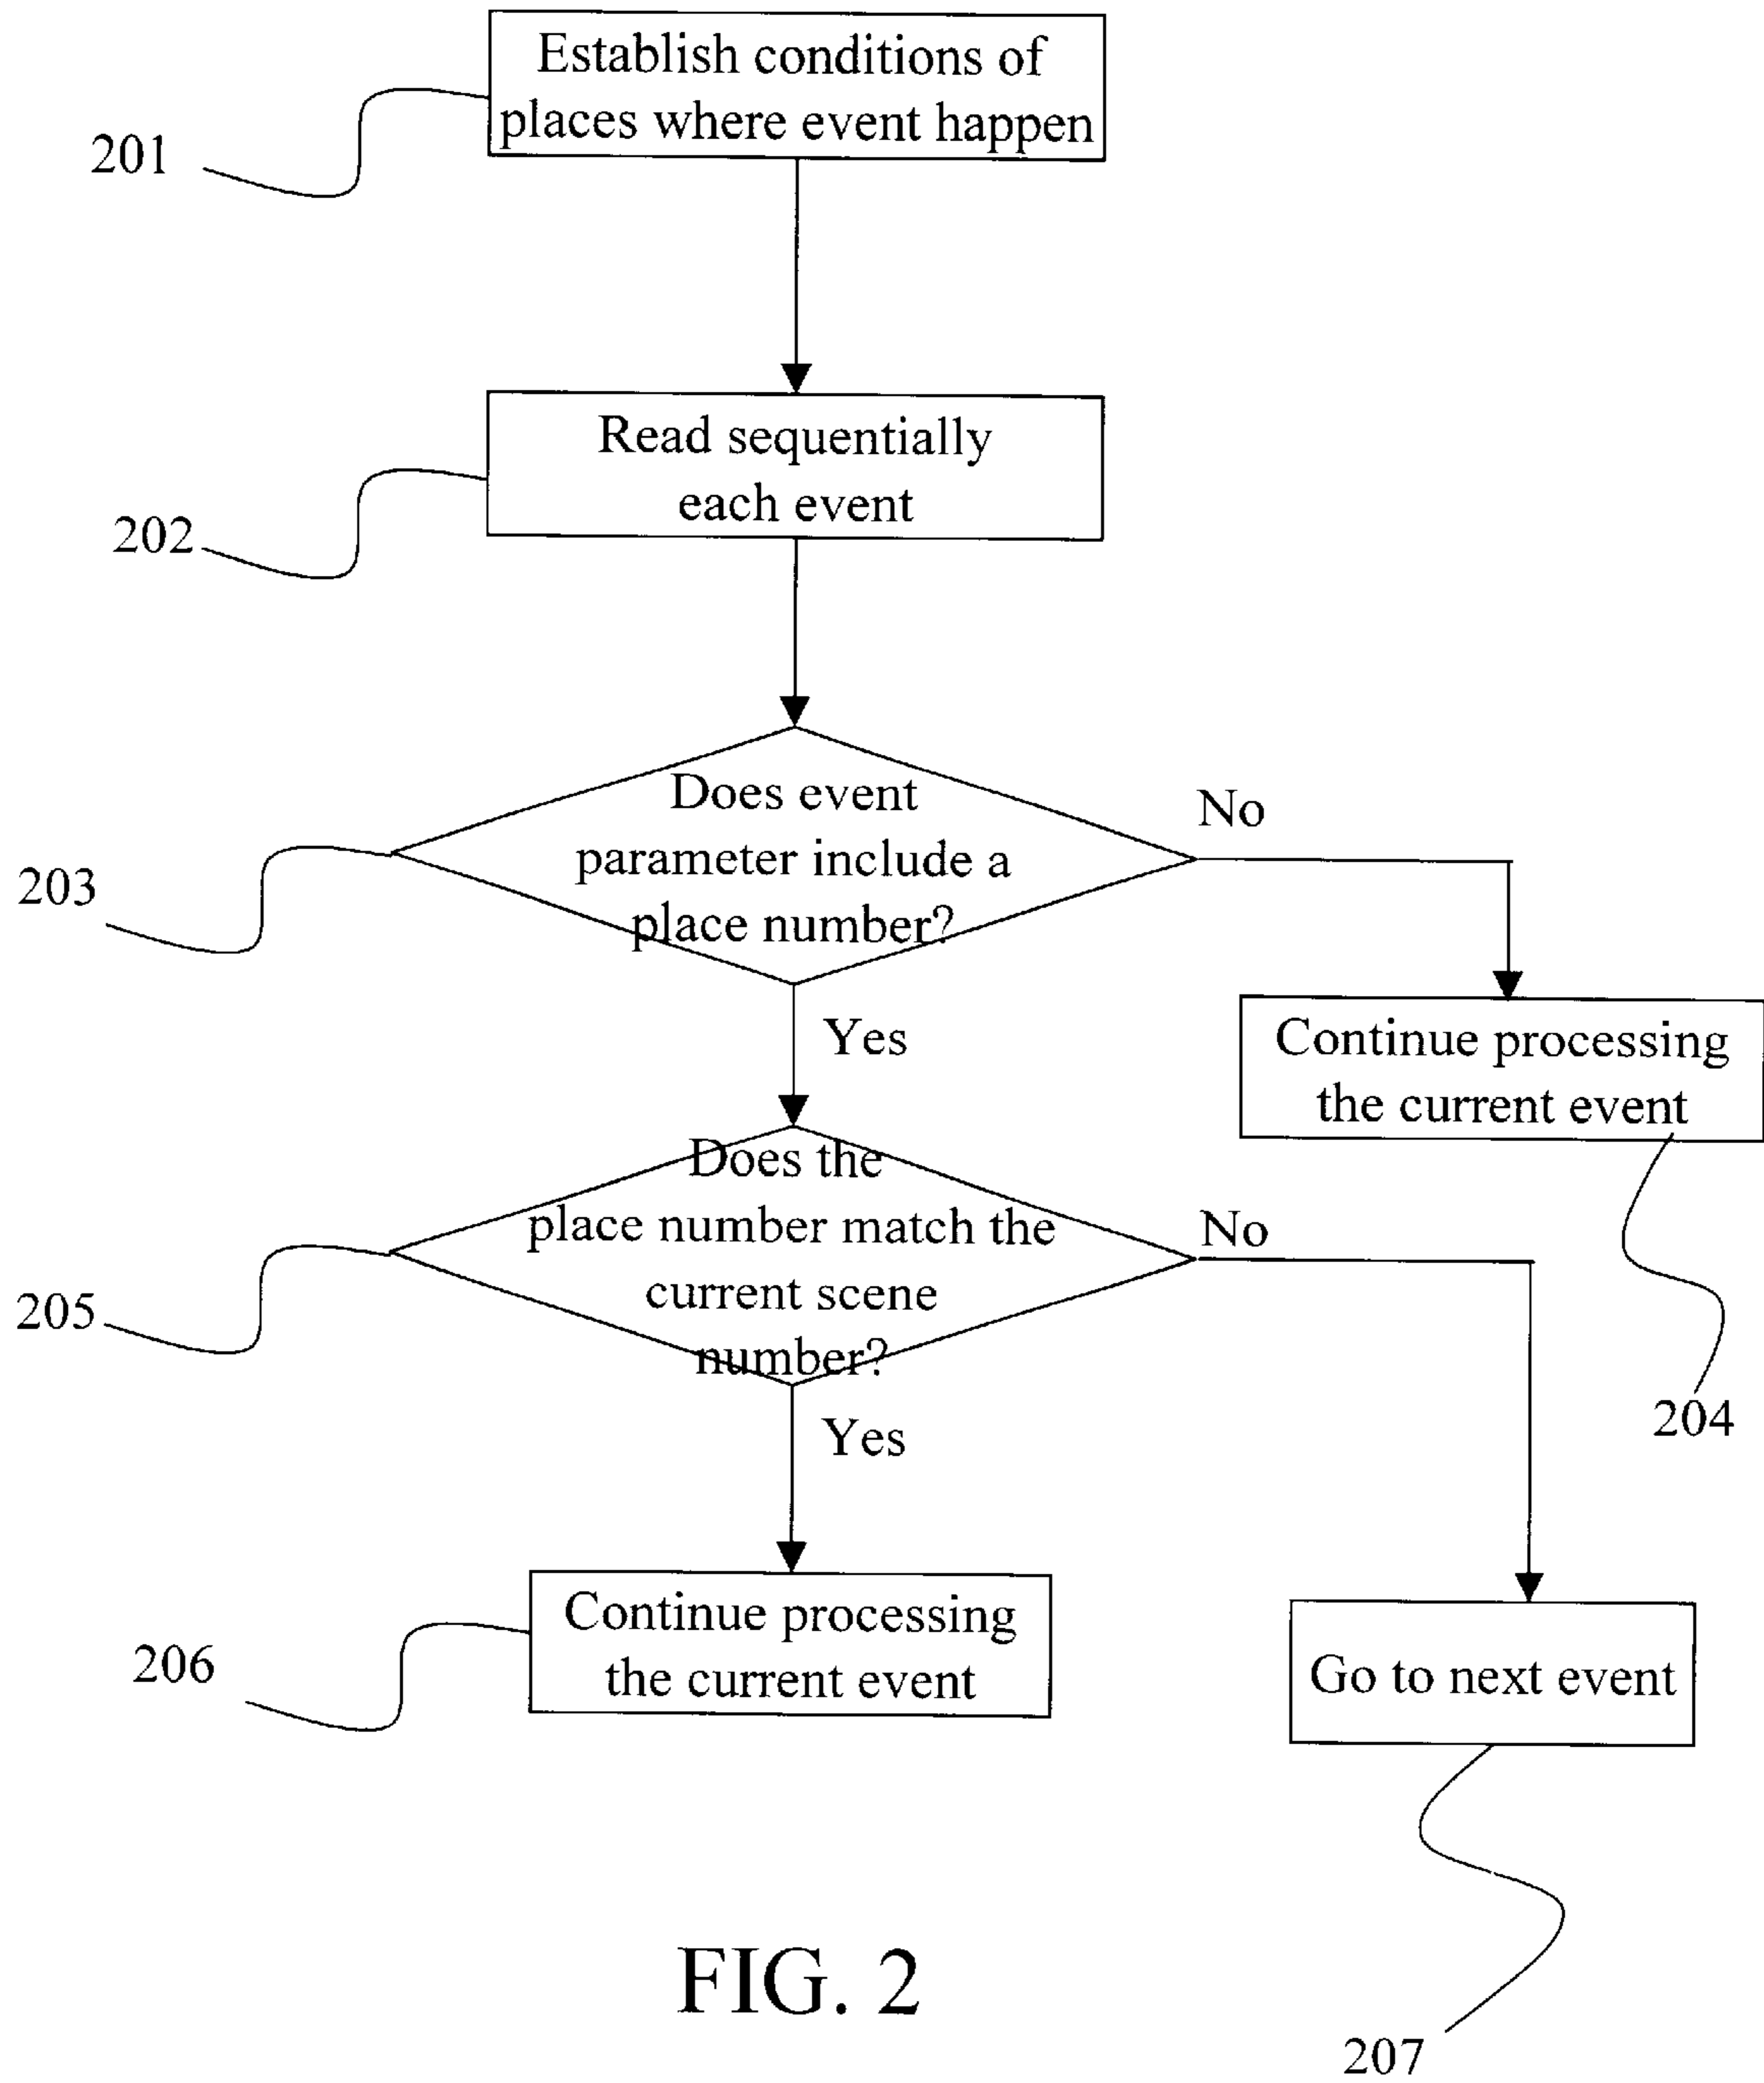 Establish conditions of
places where event happen
201
Read sequentially
each event
202
Does event
parameter include a
place number?
No
203
Yes
Continue processing
the current event
Does the
place number match the
current scene
number?
No
205
204
Yes
Continue processing
the current event
206
Go to next event
FIG. 2
207